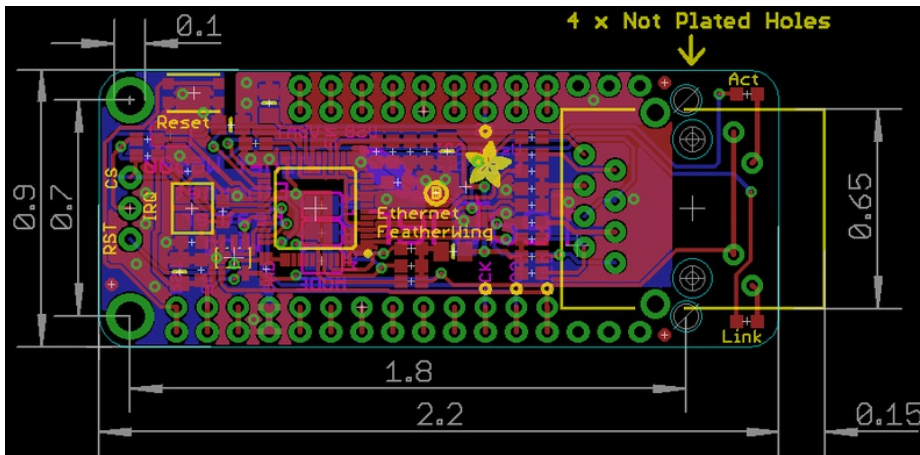 4 x Not Plated Holes
0.1
Act
Reset
0.9
0.7
CS
IRQ
RST
Ethernet
FeatherWing
0.65
Link
1.8
2.2
0.15